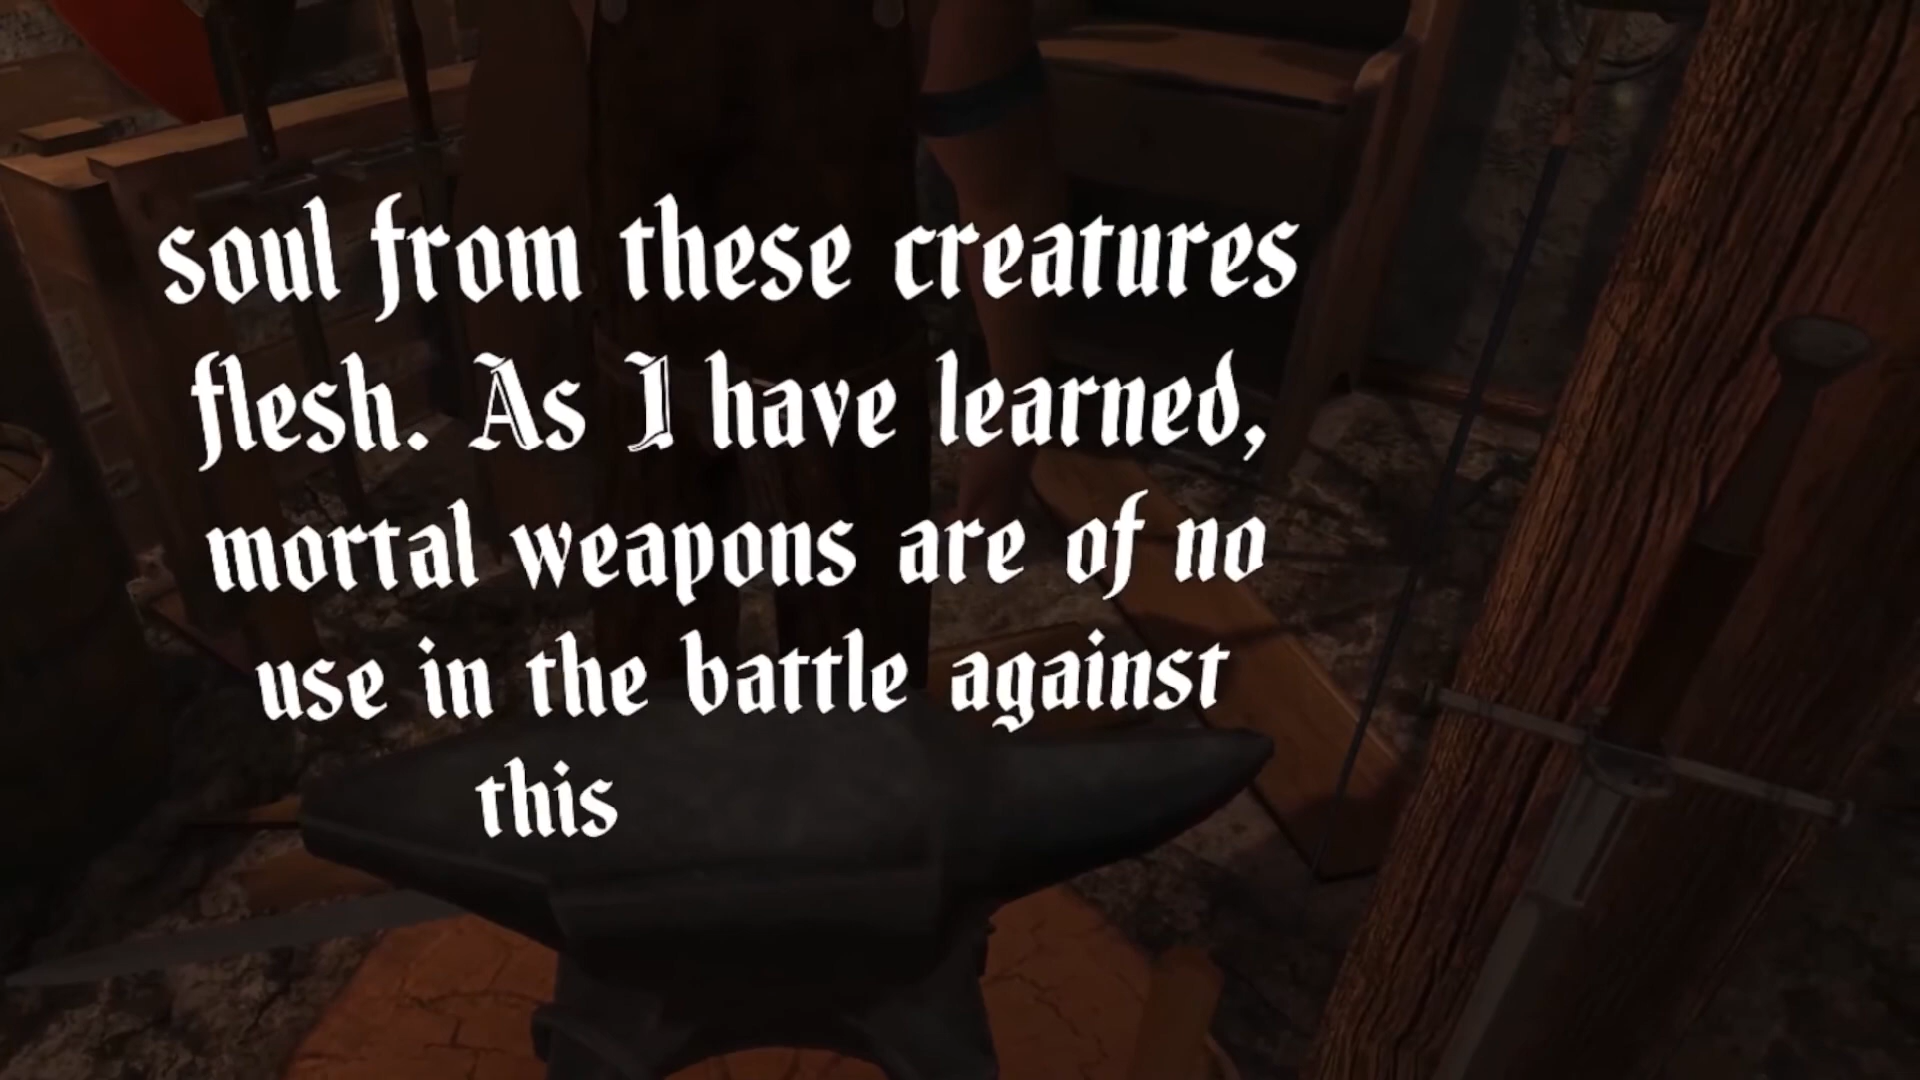 soul from these creatures
flesh. As I have learned,
mortal weapons are of no
use in the battle against
this